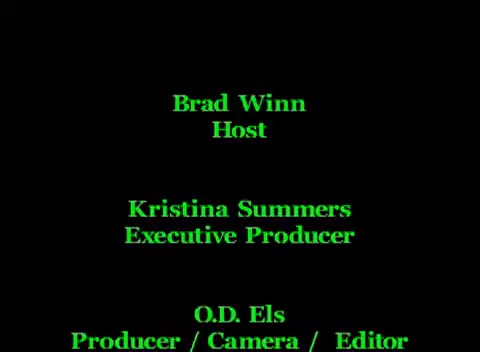 Brad Winn
Host
Kristina Summers
Executive Producer
O.D. Els
Producer / Camera /  Editor